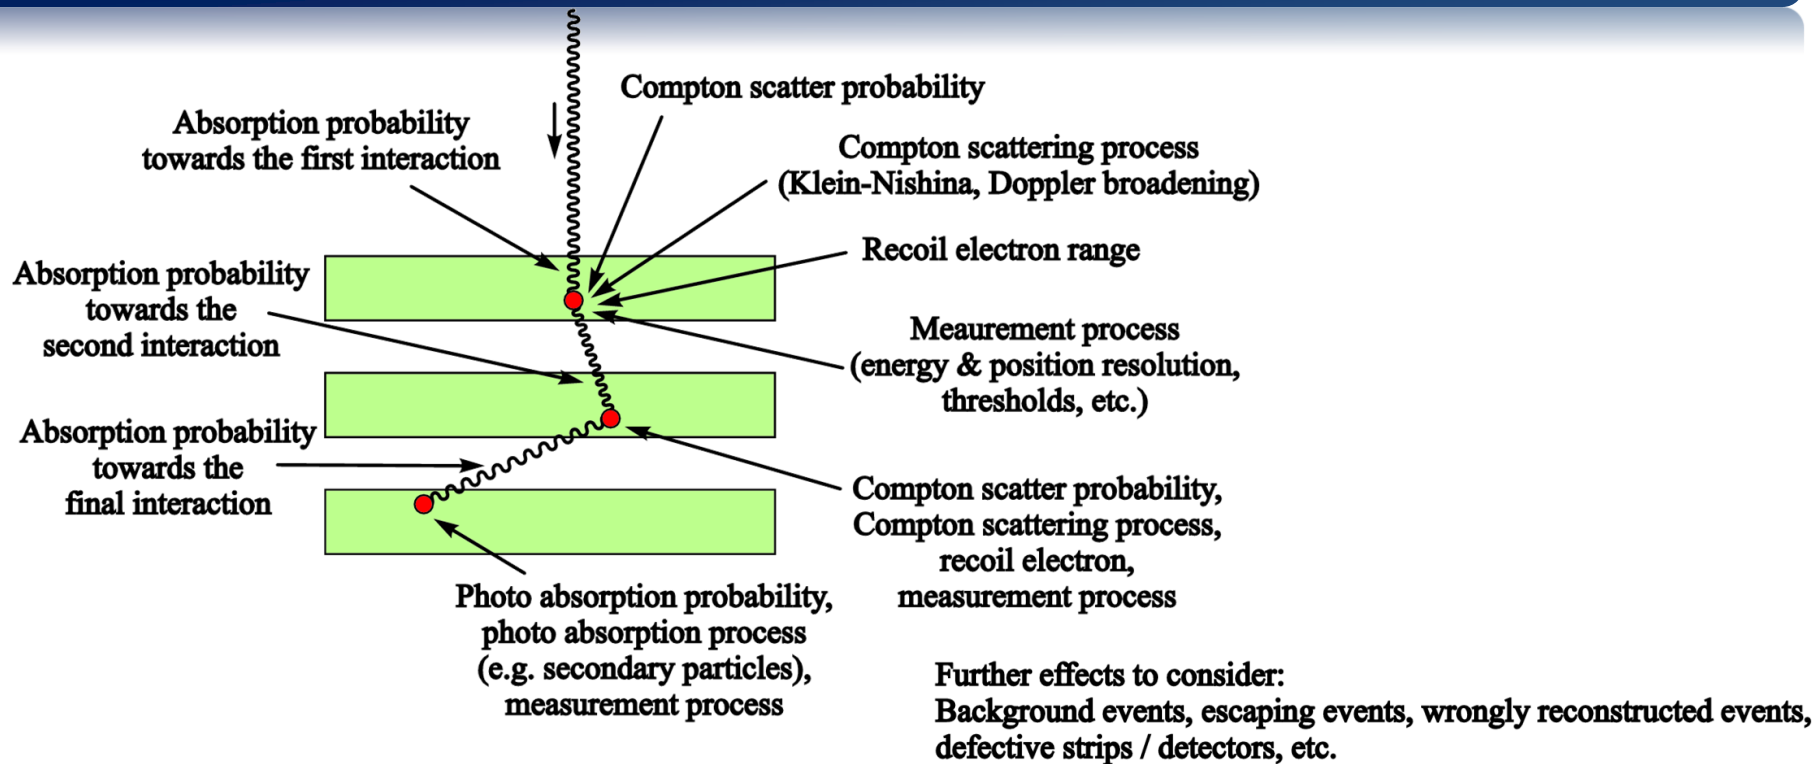 Compton scatter probability
Absorption probability
towards the first interaction
Compton scattering process
(Klein-Nishina, Doppler broadening)
Recoil electron range
Absorption probability
towards the
second interaction
Meaurement process
(energy & position resolution,
thresholds, etc.)
Absorption probability
towards the
final interaction
Compton scatter probability,
Compton scattering process,
recoil electron,
measurement process
Photo absorption probability,
photo absorption process
(e.g. secondary particles),
measurement process
Further effects to consider:
Background events, escaping events, wrongly reconstructed events,
defective strips / detectors, etc.